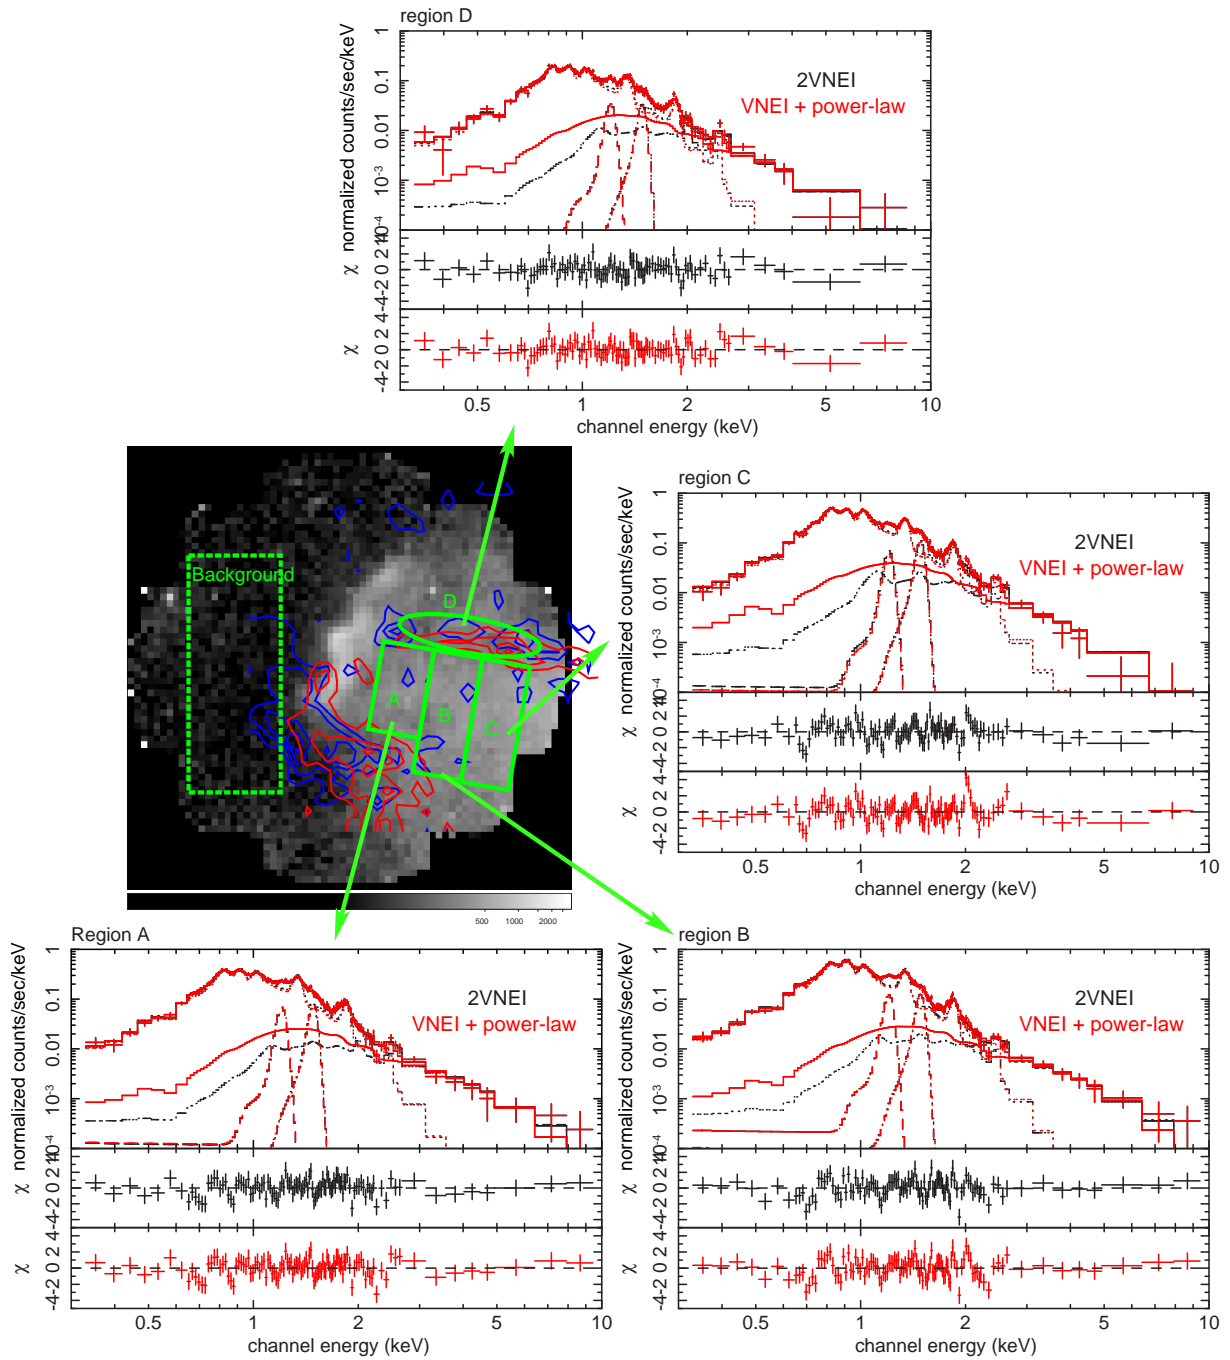 region D
normalized counts/sec/keV
1
0.1
0.01
10⁻³
10⁻⁴
2VNEI
VNEI + power-law
χ
-4 -2 0 2 4
χ
-4 -2 0 2 4
0.5 1 2 5 10
channel energy (keV)
Background
D
A
B
C
500 1000 2000
region C
normalized counts/sec/keV
1
0.1
0.01
10⁻³
10⁻⁴
2VNEI
VNEI + power-law
χ
-4 -2 0 2 4
χ
-4 -2 0 2 4
0.5 1 2 5 10
channel energy (keV)
Region A
normalized counts/sec/keV
1
0.1
0.01
10⁻³
10⁻⁴
2VNEI
VNEI + power-law
χ
-4 -2 0 2 4
χ
-4 -2 0 2 4
0.5 1 2 5 10
channel energy (keV)
region B
normalized counts/sec/keV
1
0.1
0.01
10⁻³
10⁻⁴
2VNEI
VNEI + power-law
χ
-4 -2 0 2 4
χ
-4 -2 0 2 4
0.5 1 2 5 10
channel energy (keV)